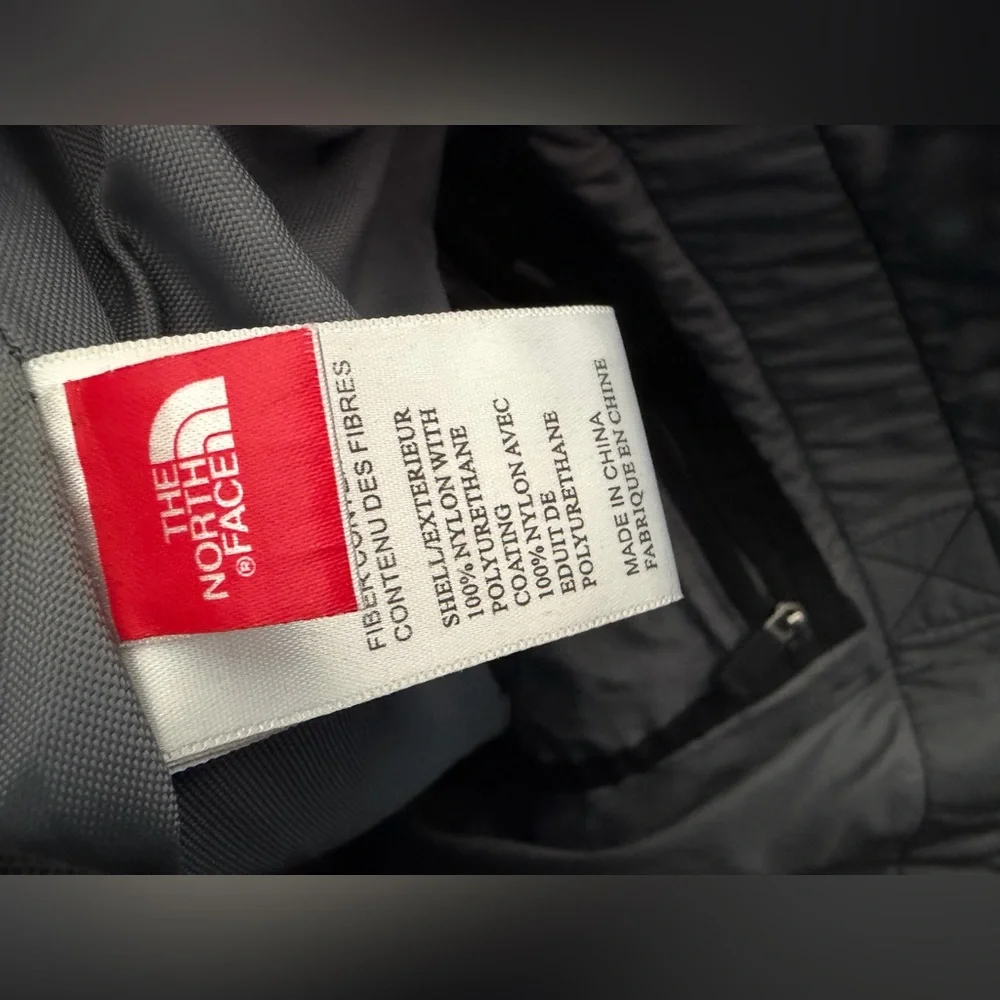 THE
NORTH
FACE®
CONTENU DES FIBRES
SHELL/EXTERIEUR
100% NYLON WITH
POLYURETHANE
COATING
100% NYLON AVEC
EDUIT DE
POLYURETHANE
MADE IN CHINA
FABRIQUE EN CHINE